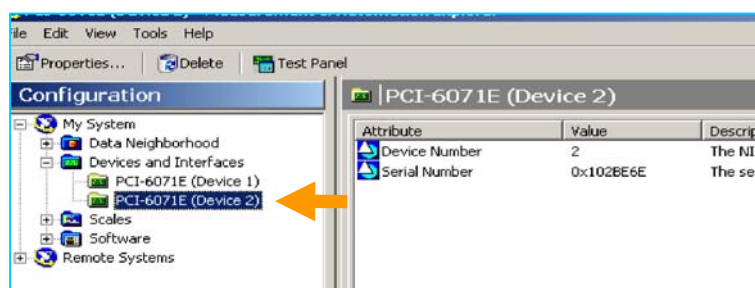 File Edit View Tools Help
Properties... Delete Test Panel
Configuration
PCI-6071E (Device 2)
My System
Data Neighborhood
Devices and Interfaces
PCI-6071E (Device 1)
PCI-6071E (Device 2)
Scales
Software
Remote Systems
Attribute Value Descrip
Device Number 2 The NI
Serial Number 0x102BE6E The se